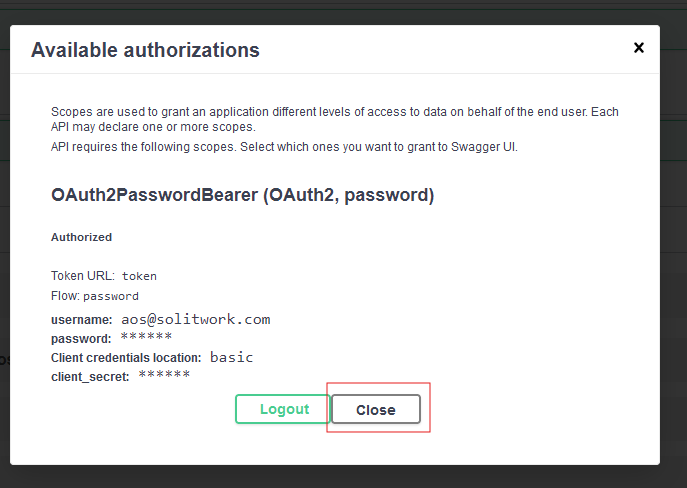 Available authorizations
Scopes are used to grant an application different levels of access to data on behalf of the end user. Each
API may declare one or more scopes.
API requires the following scopes. Select which ones you want to grant to Swagger UI.
OAuth2PasswordBearer (OAuth2, password)
Authorized
Token URL: token
Flow: password
username: aos@solitwork.com
password: ******
Client credentials location: basic
client_secret: ******
Logout Close